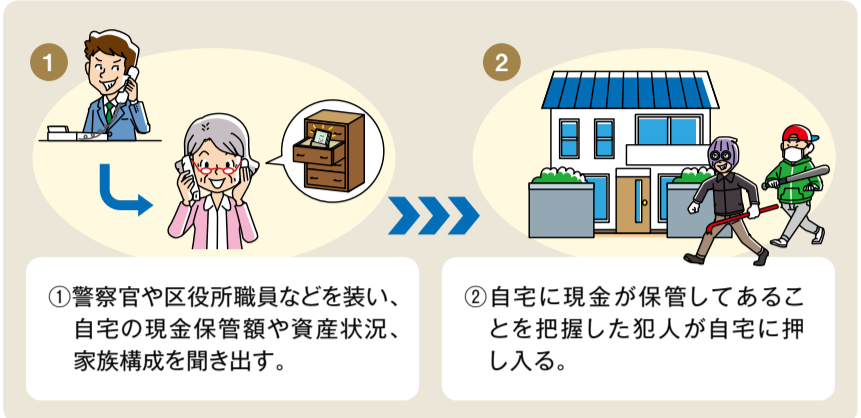 1
2
①警察官や区役所職員などを装い、
自宅の現金保管額や資産状況、
家族構成を聞き出す。
②自宅に現金が保管してあるこ
とを把握した犯人が自宅に押
し入る。